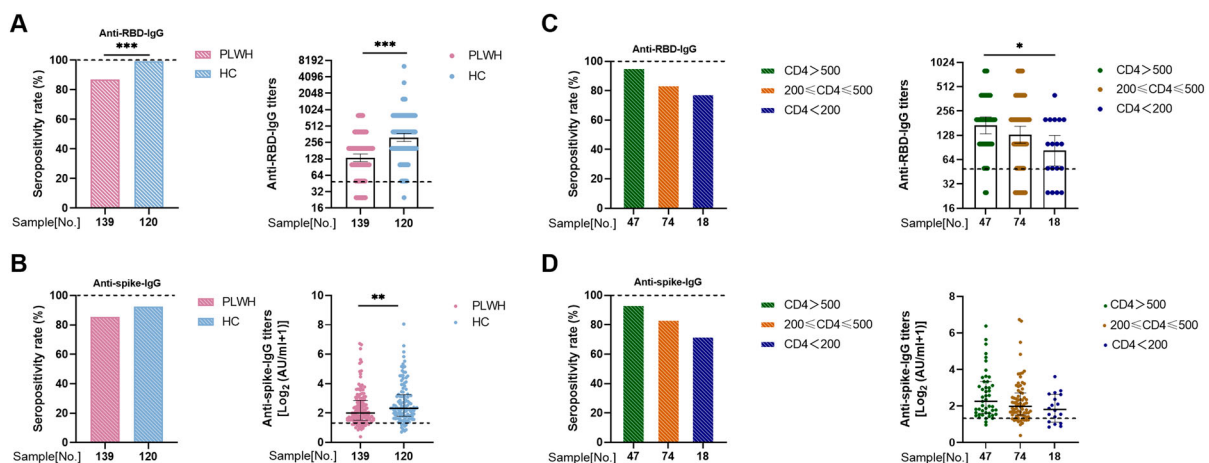 A
Anti-RBD-IgG
***
Seropositivity rate (%)
100
80
60
40
20
0
Sample[No.]
139
120
PLWH
HC
***
Anti-RBD-IgG titers
8192
4096
2048
1024
512
256
128
64
32
16
139
120
PLWH
HC
C
Anti-RBD-IgG
Seropositivity rate (%)
100
80
60
40
20
0
Sample[No.]
47
74
18
CD4>500
200≤CD4≤500
CD4<200
*
Anti-RBD-IgG titers
1024
512
256
128
64
32
16
47
74
18
CD4>500
200≤CD4≤500
CD4<200
B
Anti-spike-IgG
Seropositivity rate (%)
100
80
60
40
20
0
Sample[No.]
139
120
PLWH
HC
**
Anti-spike-IgG titers
[Log2 (AU/ml+1)]
10
8
6
4
2
0
139
120
PLWH
HC
D
Anti-spike-IgG
Seropositivity rate (%)
100
80
60
40
20
0
Sample[No.]
47
74
18
CD4>500
200≤CD4≤500
CD4<200
Anti-spike-IgG titers
[Log2 (AU/ml+1)]
8
6
4
2
0
47
74
18
CD4>500
200≤CD4≤500
CD4<200